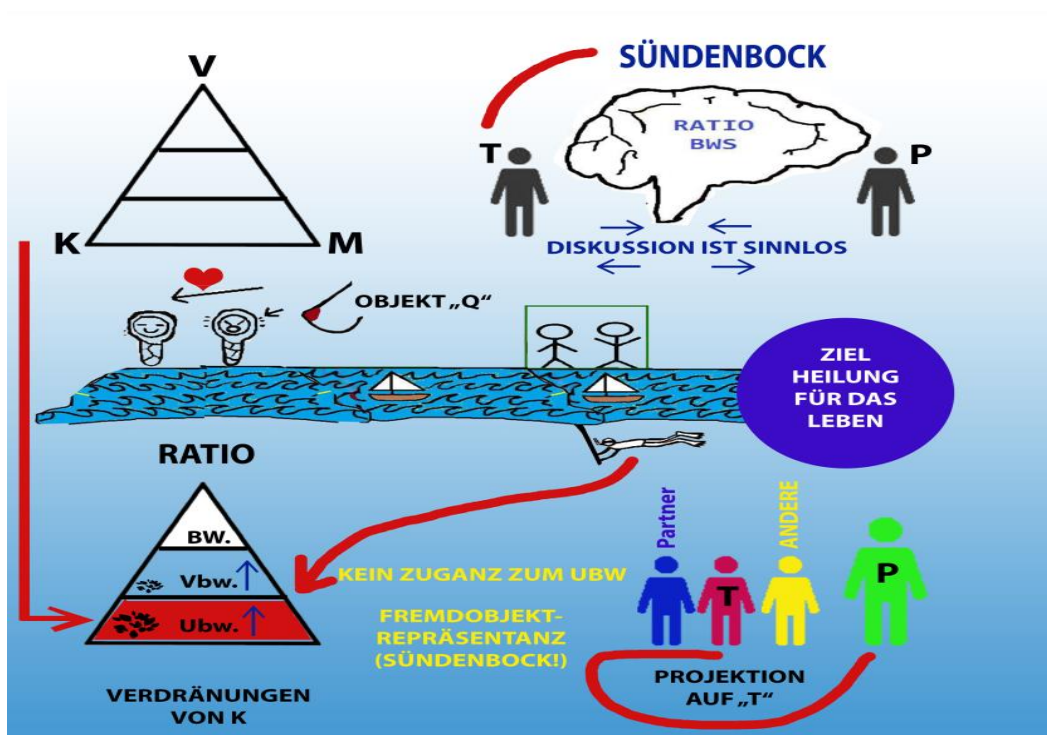 V
K
M
SÜNDENBOCK
T
RATIO
BWS
P
DISKUSSION IST SINNLOS
OBJEKT „Q“
ZIEL
HEILUNG
FÜR DAS
LEBEN
RATIO
BW.
Vbw.
Ubw.
VERDRÄNUNGEN
VON K
KEIN ZUGANZ ZUM UBW
FREMDOBJEKT-
REPRÄSENTANZ
(SÜNDENBOCK!)
Partner
ANDERE
T
P
PROJEKTION
AUF „T“